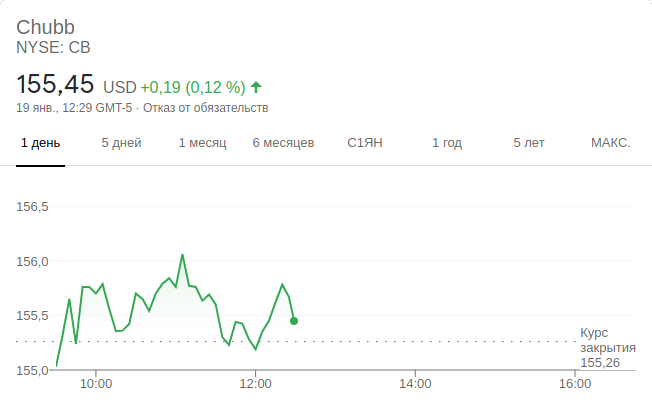 Chubb
NYSE: CB
155,45 USD +0,19 (0,12 %)
19 янв., 12:29 GMT-5 · Отказ от обязательств
1 день 5 дней 1 месяц 6 месяцев С1ЯН 1 год 5 лет МАКС.
156,5
156,0
155,5
Курс
закрытия
155,26
155,0
10:00 12:00 14:00 16:00